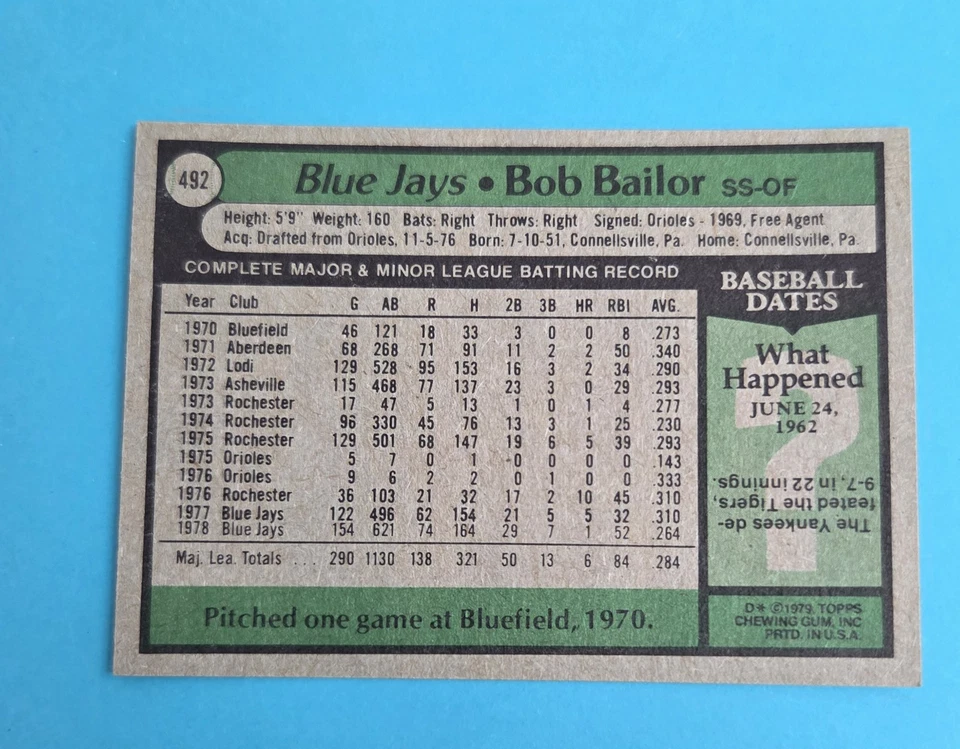 492
Blue Jays • Bob Bailor SS-OF
Height: 5'9" Weight: 160 Bats: Right Throws: Right Signed: Orioles - 1969, Free Agent
Acq: Drafted from Orioles, 11-5-76 Born: 7-10-51, Connellsville, Pa. Home: Connellsville, Pa.
COMPLETE MAJOR & MINOR LEAGUE BATTING RECORD
Year Club G AB R H 2B 3B HR RBI AVG.
1970 Bluefield 46 121 18 33 3 0 0 8 .273
1971 Aberdeen 68 268 71 91 11 2 2 50 .340
1972 Lodi 129 528 95 153 16 3 2 34 .290
1973 Asheville 115 468 77 137 23 3 0 29 .293
1973 Rochester 17 47 5 13 1 0 1 4 .277
1974 Rochester 96 330 45 76 13 3 1 25 .230
1975 Rochester 129 501 68 147 19 6 5 39 .293
1975 Orioles 5 7 0 1 0 0 0 0 .143
1976 Orioles 9 6 2 2 0 1 0 0 .333
1976 Rochester 36 103 21 32 17 2 10 45 .310
1977 Blue Jays 122 496 62 154 21 5 5 32 .310
1978 Blue Jays 154 621 74 164 29 7 1 52 .264
Maj. Lea. Totals ... 290 1130 138 321 50 13 6 84 .284
Pitched one game at Bluefield, 1970.
BASEBALL
DATES
What
Happened
JUNE 24,
1962
?
The Yankees de-
feated the Tigers,
9-7, in 22 innings.
D* ©1979 TOPPS
CHEWING GUM, INC
PRTD. IN U.S.A.